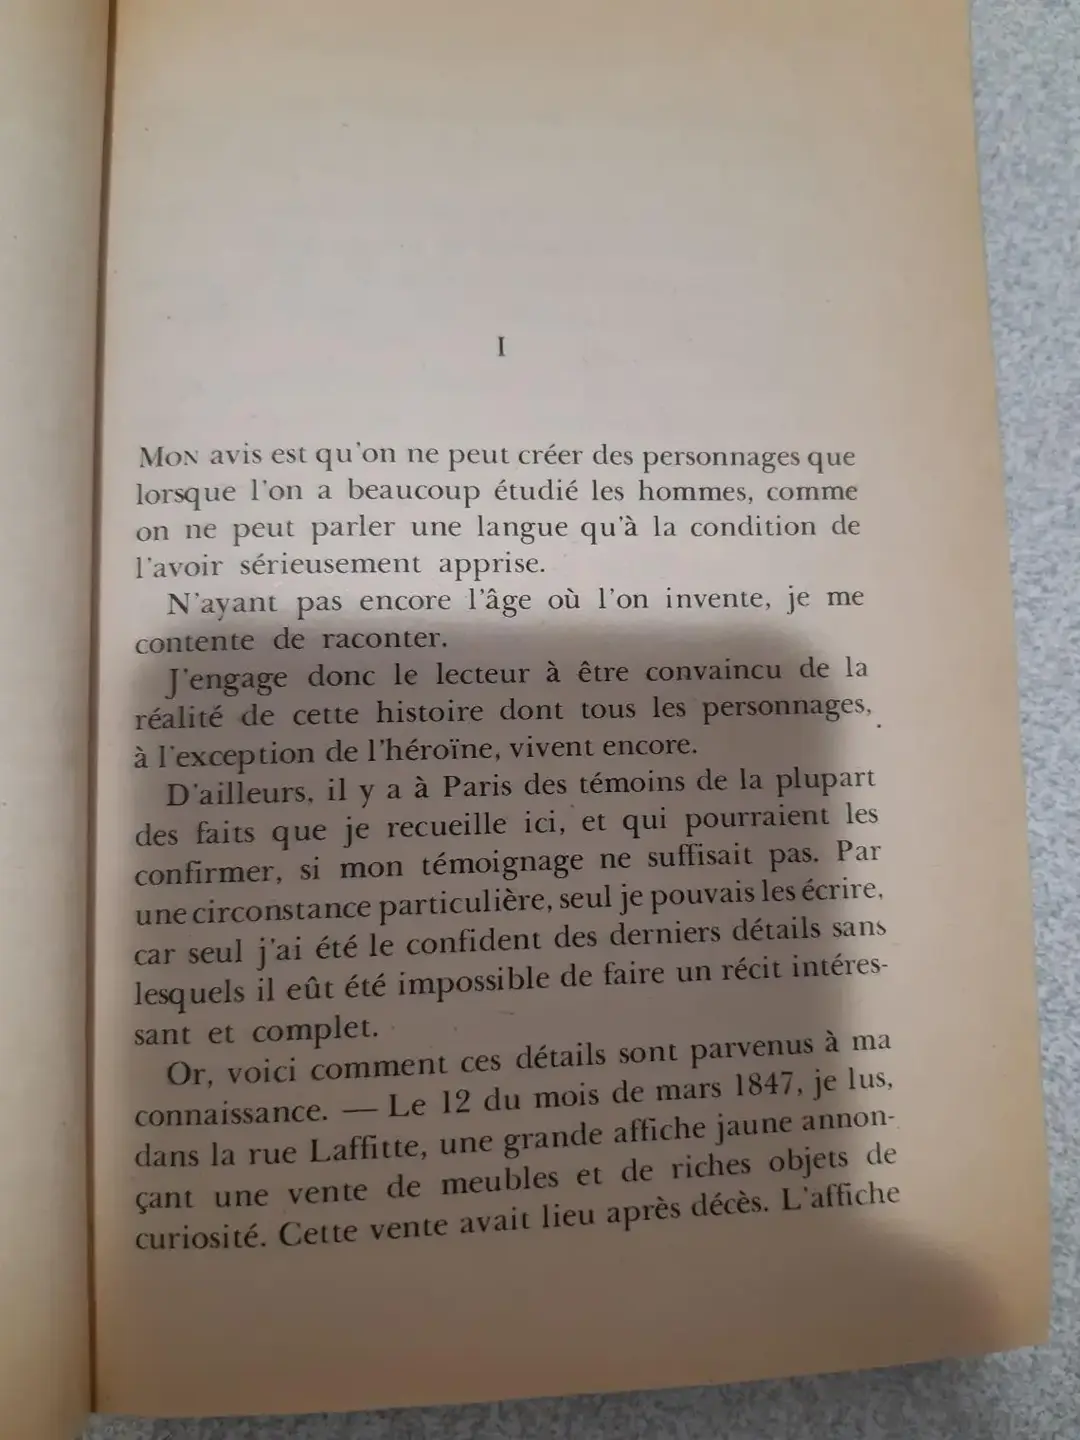 I
MON avis est qu'on ne peut créer des personnages que
lorsque l'on a beaucoup étudié les hommes, comme
on ne peut parler une langue qu'à la condition de
l'avoir sérieusement apprise.
N'ayant pas encore l'âge où l'on invente, je me
contente de raconter.
J'engage donc le lecteur à être convaincu de la
réalité de cette histoire dont tous les personnages,
à l'exception de l'héroïne, vivent encore.
D'ailleurs, il y a à Paris des témoins de la plupart
des faits que je recueille ici, et qui pourraient les
confirmer, si mon témoignage ne suffisait pas. Par
une circonstance particulière, seul je pouvais les écrire,
car seul j'ai été le confident des derniers détails sans
lesquels il eût été impossible de faire un récit intéres-
sant et complet.
Or, voici comment ces détails sont parvenus à ma
connaissance. — Le 12 du mois de mars 1847, je lus,
dans la rue Laffitte, une grande affiche jaune annon-
çant une vente de meubles et de riches objets de
curiosité. Cette vente avait lieu après décès. L'affiche